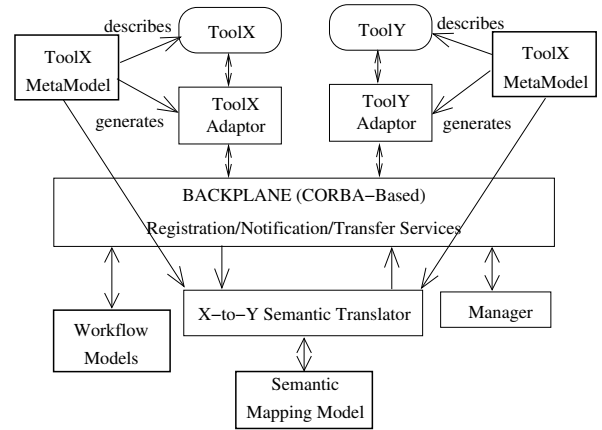 describes
ToolX
ToolY
describes
ToolX
MetaModel
ToolX
MetaModel
generates
ToolX
Adaptor
ToolY
Adaptor
generates
BACKPLANE (CORBA−Based)
Registration/Notification/Transfer Services
X−to−Y Semantic Translator
Manager
Workflow
Models
Semantic
Mapping Model